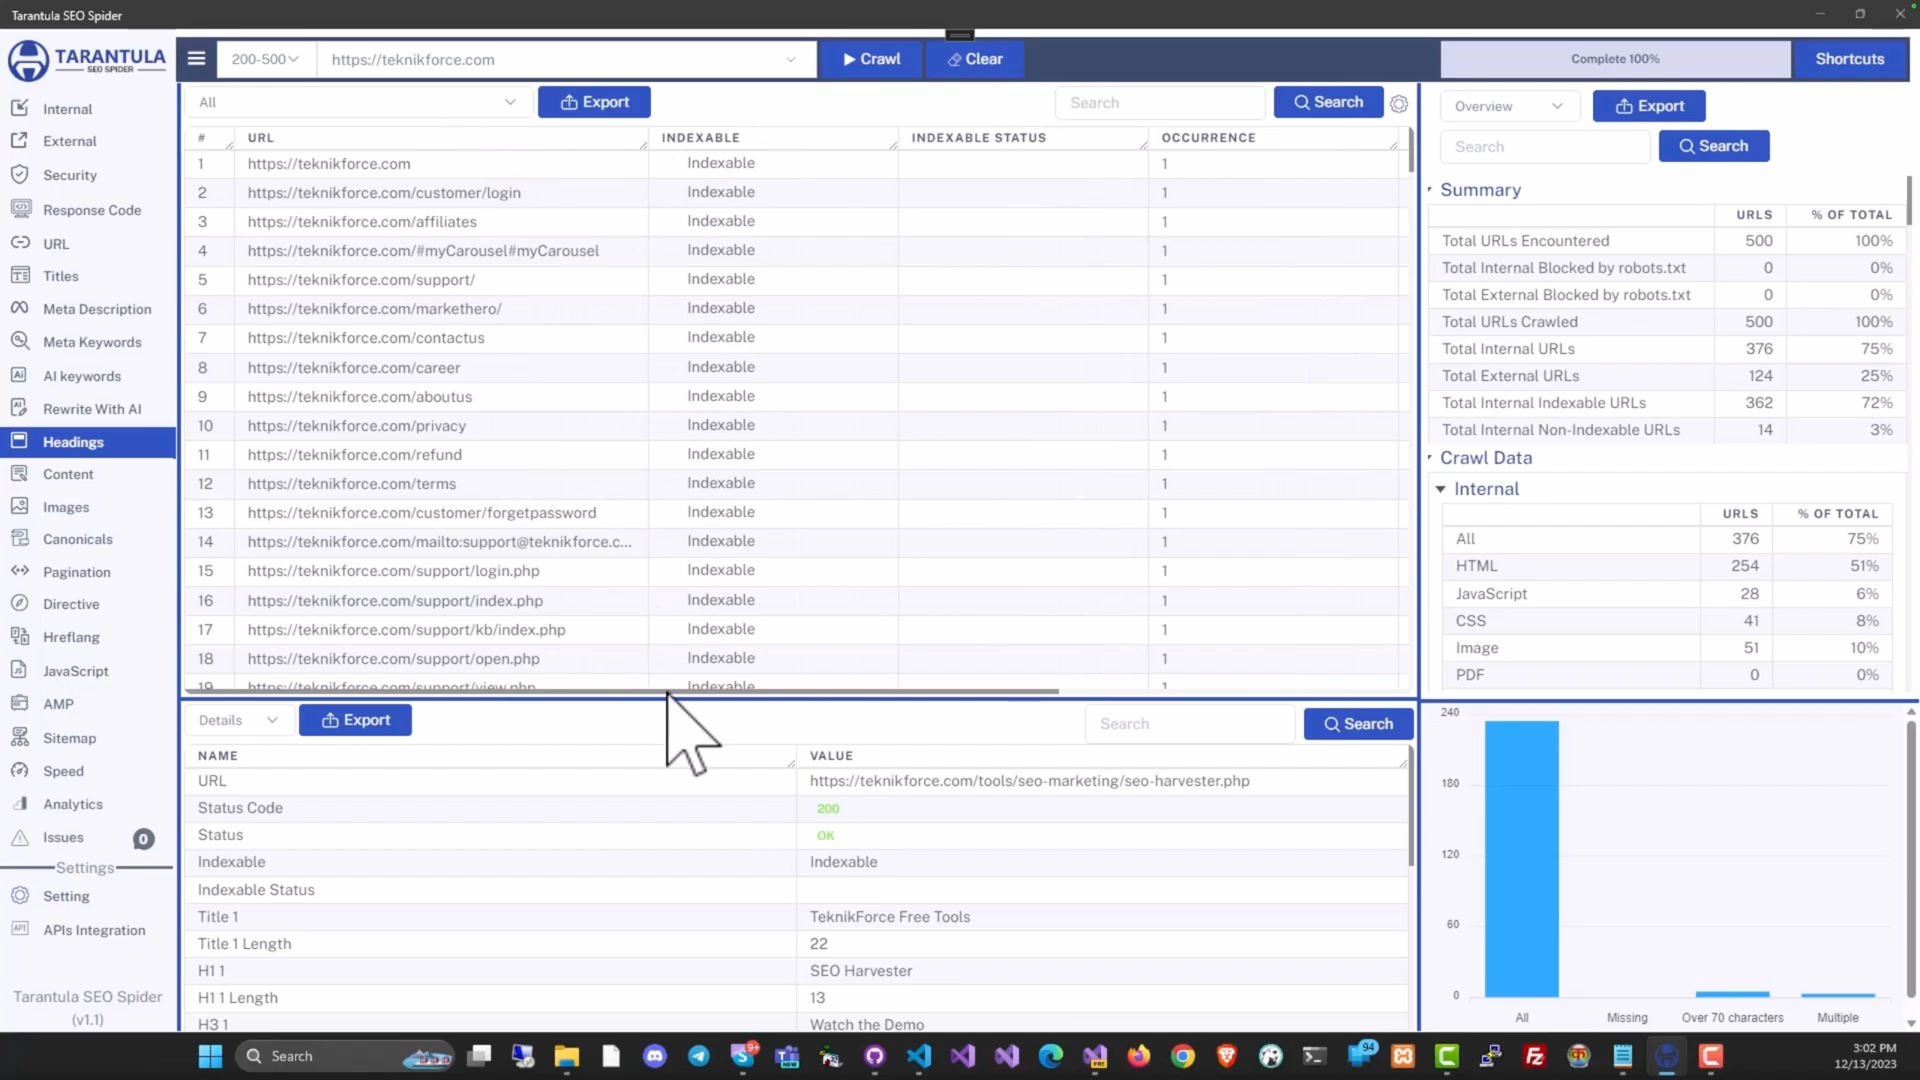 Tarantula SEO Spider
TARANTULA
SEO SPIDER
200-500
https://teknikforce.com
Crawl
Clear
Complete 100%
Shortcuts
Internal
External
Security
Response Code
URL
Titles
Meta Description
Meta Keywords
AI keywords
Rewrite With AI
Headings
Content
Images
Canonicals
Pagination
Directive
Hreflang
JavaScript
AMP
Sitemap
Speed
Analytics
Issues 0
Settings
Setting
APIs Integration
Tarantula SEO Spider
(v1.1)
All
Export
Search
Search
# URL INDEXABLE INDEXABLE STATUS OCCURRENCE
1 https://teknikforce.com Indexable 1
2 https://teknikforce.com/customer/login Indexable 1
3 https://teknikforce.com/affiliates Indexable 1
4 https://teknikforce.com/#myCarousel#myCarousel Indexable 1
5 https://teknikforce.com/support/ Indexable 1
6 https://teknikforce.com/markethero/ Indexable 1
7 https://teknikforce.com/contactus Indexable 1
8 https://teknikforce.com/career Indexable 1
9 https://teknikforce.com/aboutus Indexable 1
10 https://teknikforce.com/privacy Indexable 1
11 https://teknikforce.com/refund Indexable 1
12 https://teknikforce.com/terms Indexable 1
13 https://teknikforce.com/customer/forgetpassword Indexable 1
14 https://teknikforce.com/mailto:support@teknikforce.c... Indexable 1
15 https://teknikforce.com/support/login.php Indexable 1
16 https://teknikforce.com/support/index.php Indexable 1
17 https://teknikforce.com/support/kb/index.php Indexable 1
18 https://teknikforce.com/support/open.php Indexable 1
19 https://teknikforce.com/support/view.php Indexable 1
Details
Export
Search
Search
NAME VALUE
URL https://teknikforce.com/tools/seo-marketing/seo-harvester.php
Status Code 200
Status OK
Indexable Indexable
Indexable Status
Title 1 TeknikForce Free Tools
Title 1 Length 22
H1 1 SEO Harvester
H1 1 Length 13
H3 1 Watch the Demo
Overview
Export
Search
Search
Summary
URLS % OF TOTAL
Total URLs Encountered 500 100%
Total Internal Blocked by robots.txt 0 0%
Total External Blocked by robots.txt 0 0%
Total URLs Crawled 500 100%
Total Internal URLs 376 75%
Total External URLs 124 25%
Total Internal Indexable URLs 362 72%
Total Internal Non-Indexable URLs 14 3%
Crawl Data
Internal
URLS % OF TOTAL
All 376 75%
HTML 254 51%
JavaScript 28 6%
CSS 41 8%
Image 51 10%
PDF 0 0%
240
180
120
60
0
All Missing Over 70 characters Multiple
Search
9+
NEW
PRE
94
3:02 PM
12/13/2023